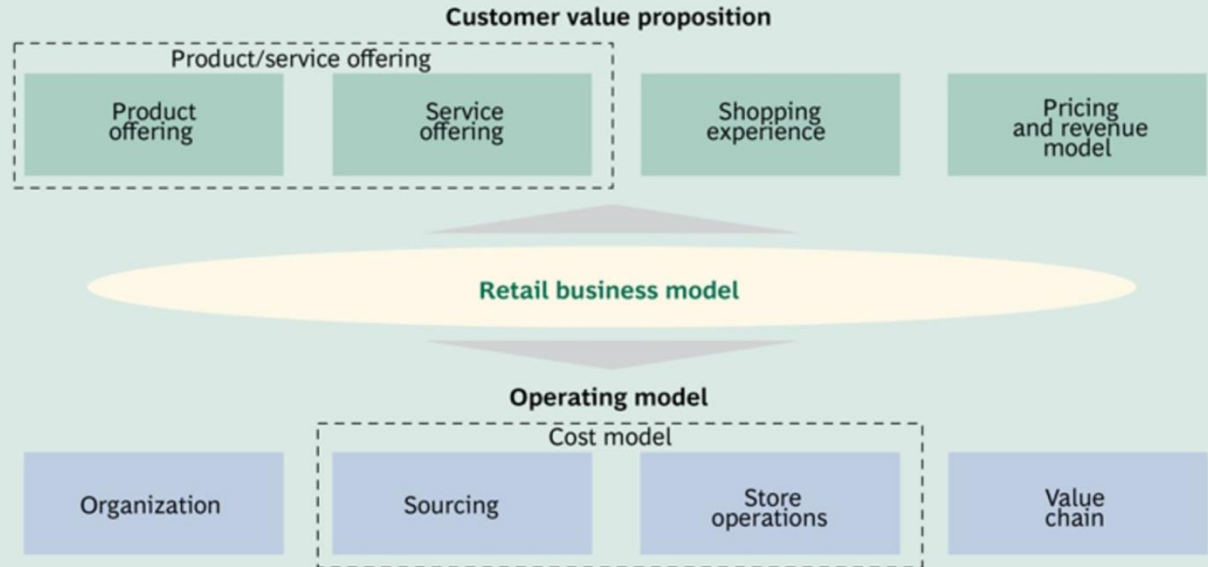 Customer value proposition
Product/service offering
Product
offering
Service
offering
Shopping
experience
Pricing
and revenue
model
Retail business model
Operating model
Cost model
Organization
Sourcing
Store
operations
Value
chain